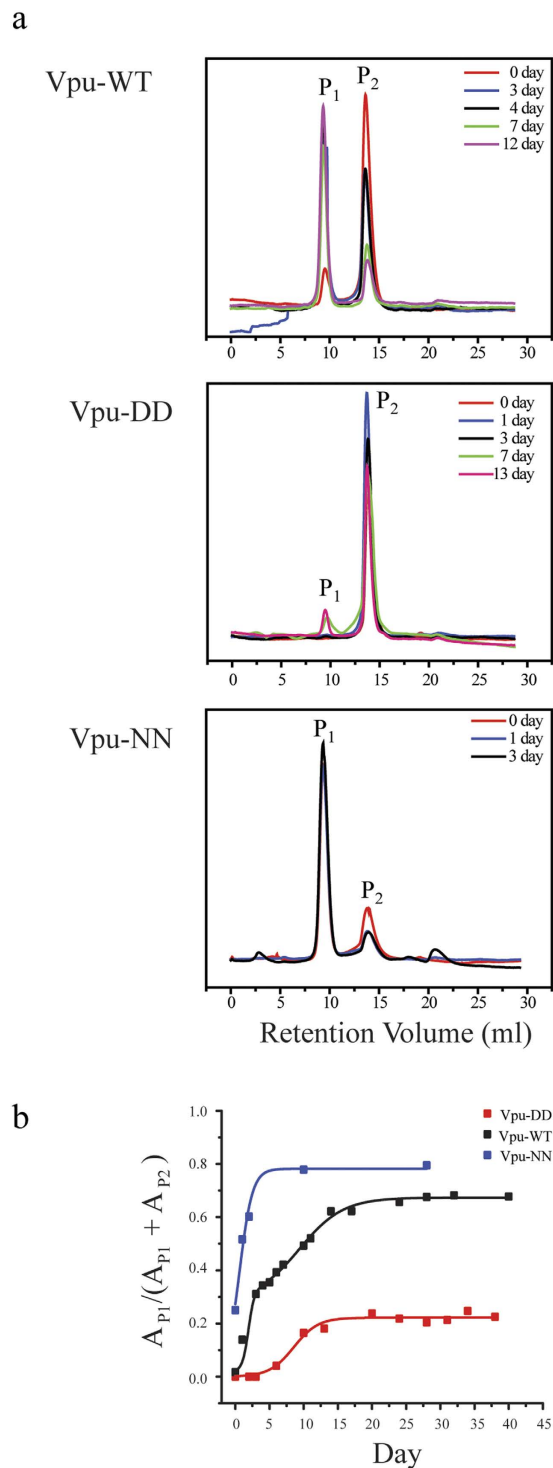 a
Vpu-WT
P1
P2
0 day
3 day
4 day
7 day
12 day
0 5 10 15 20 25 30
Vpu-DD
P2
P1
0 day
1 day
3 day
7 day
13 day
0 5 10 15 20 25 30
Vpu-NN
P1
P2
0 day
1 day
3 day
0 5 10 15 20 25 30
Retention Volume (ml)
b
AP1/(AP1 + AP2)
1.0
0.8
0.6
0.4
0.2
0.0
Vpu-DD
Vpu-WT
Vpu-NN
0 5 10 15 20 25 30 35 40 45
Day